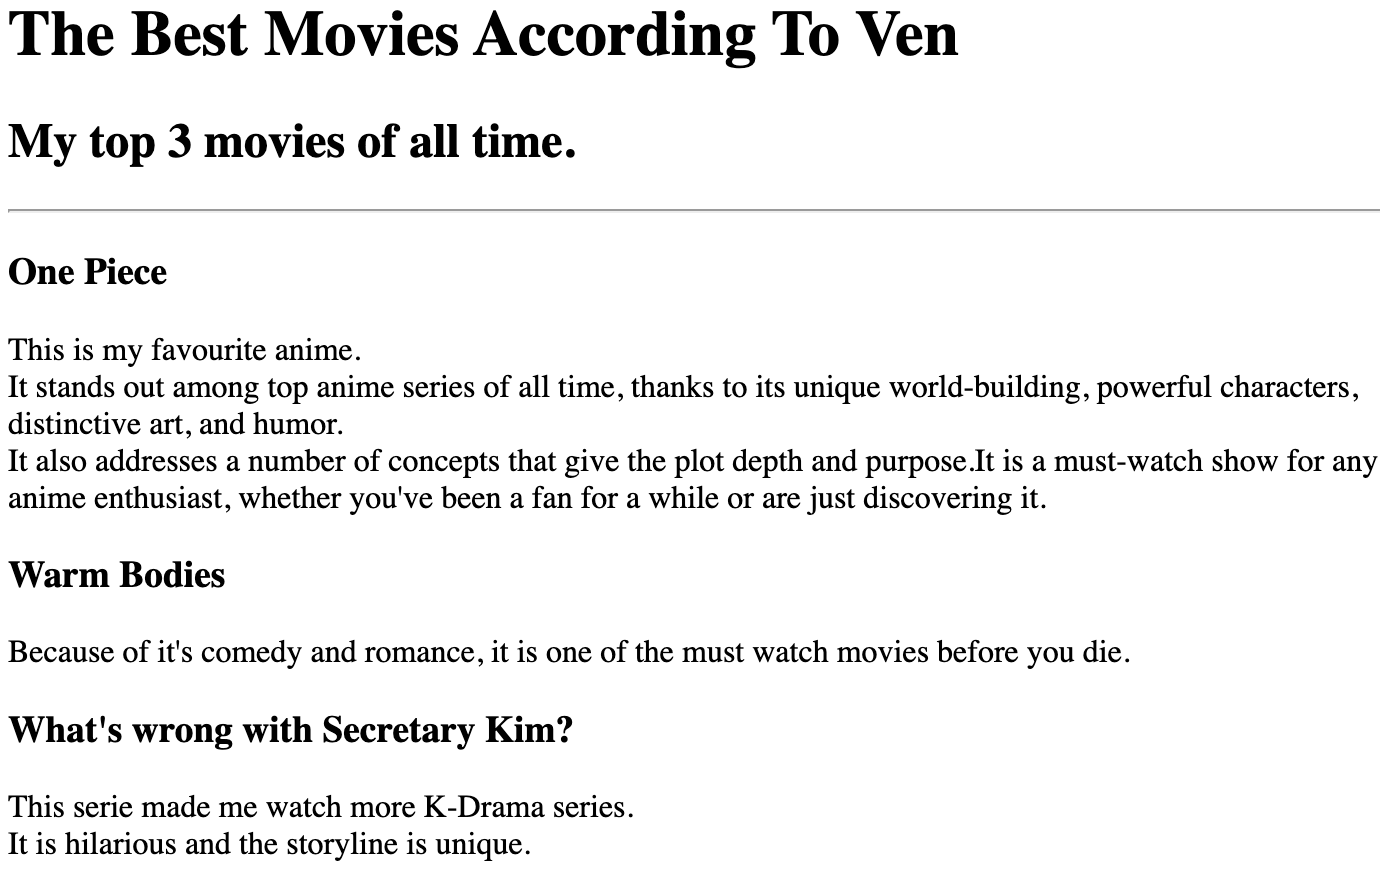 The Best Movies According To Ven
My top 3 movies of all time.
One Piece
This is my favourite anime.
It stands out among top anime series of all time, thanks to its unique world-building, powerful characters,
distinctive art, and humor.
It also addresses a number of concepts that give the plot depth and purpose.It is a must-watch show for any
anime enthusiast, whether you've been a fan for a while or are just discovering it.
Warm Bodies
Because of it's comedy and romance, it is one of the must watch movies before you die.
What's wrong with Secretary Kim?
This serie made me watch more K-Drama series.
It is hilarious and the storyline is unique.